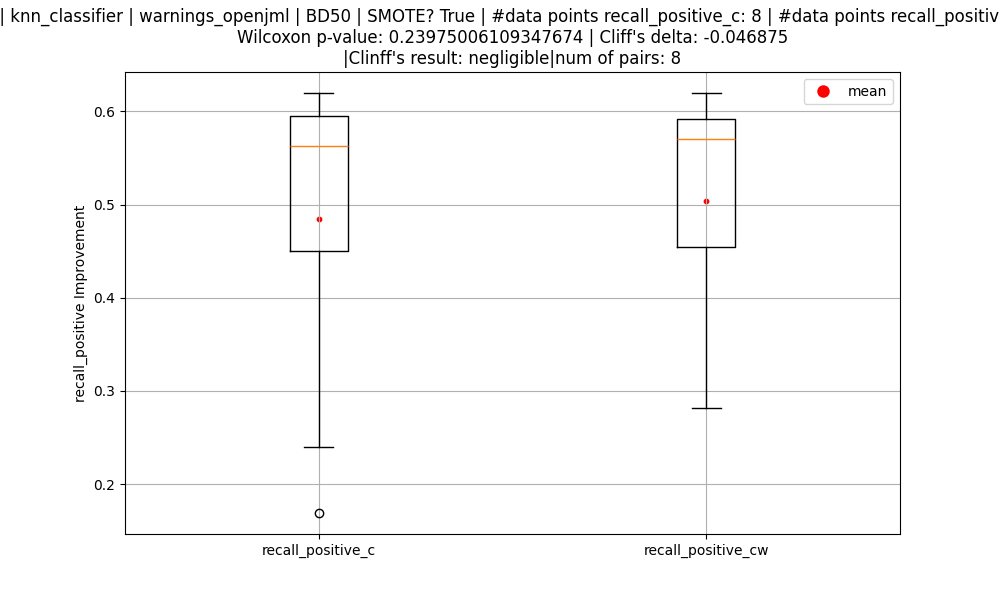 | knn_classifier | warnings_openjml | BD50 | SMOTE? True | #data points recall_positive_c: 8 | #data points recall_positiv
Wilcoxon p-value: 0.23975006109347674 | Cliff's delta: -0.046875
|Clinff's result: negligible|num of pairs: 8
mean
0.6
0.5
0.4
0.3
0.2
recall_positive Improvement
recall_positive_c
recall_positive_cw